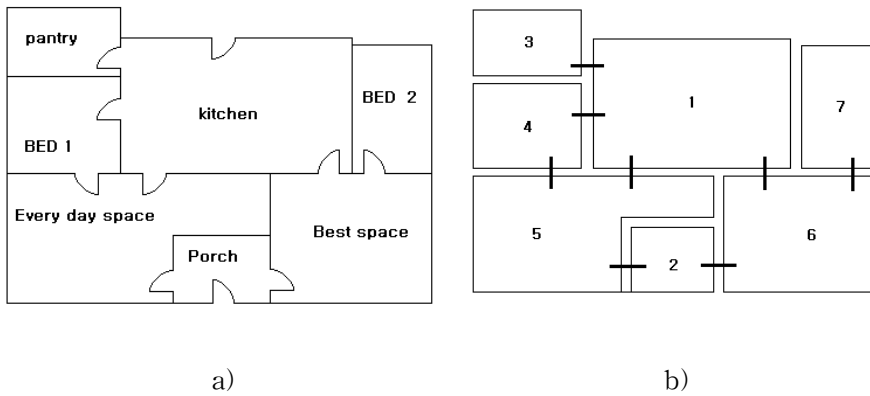 pantry
kitchen
BED 2
BED 1
Every day space
Best space
Porch
3
1
7
4
5
2
6
a)
b)